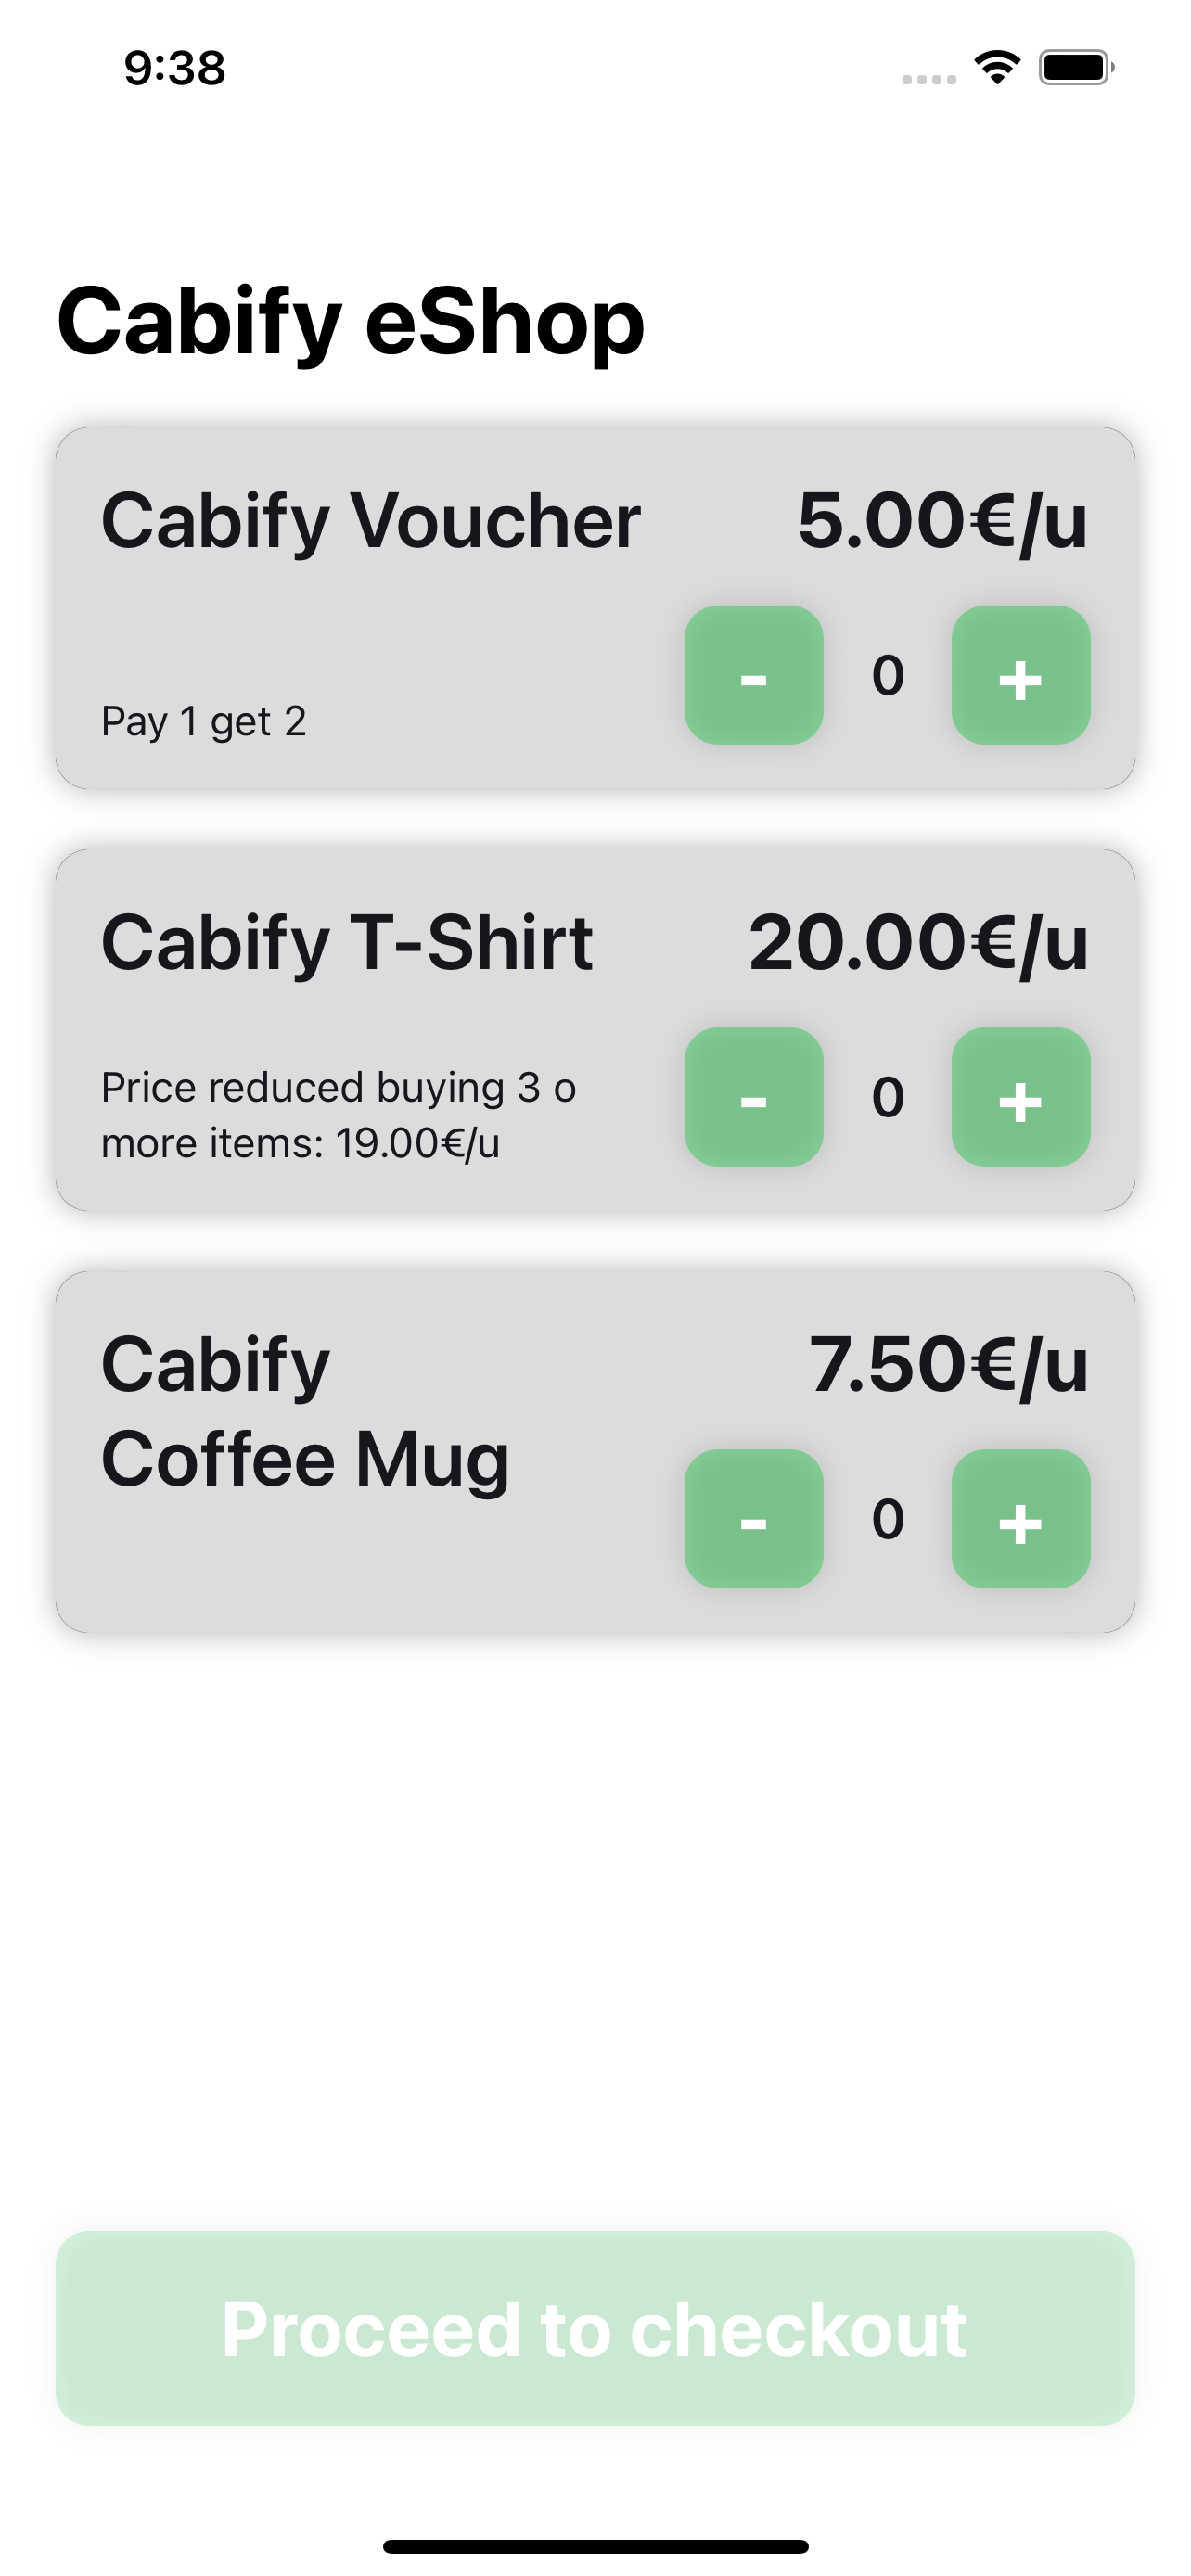 9:38
Cabify eShop
Cabify Voucher 5.00€/u
- 0 +
Pay 1 get 2
Cabify T-Shirt 20.00€/u
- 0 +
Price reduced buying 3 o
more items: 19.00€/u
Cabify 7.50€/u
Coffee Mug
- 0 +
Proceed to checkout